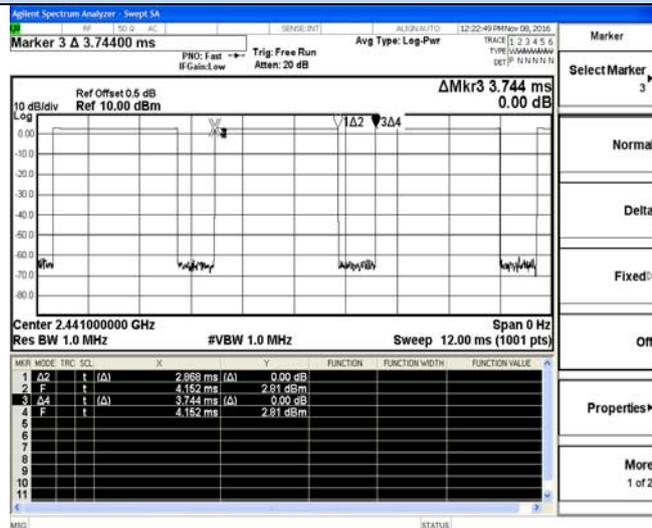 Agilent Spectrum Analyzer - Swept SA
RF 50 Ω AC SENSE:INT ALIGN AUTO 12:22:49 PM Nov 08, 2016
Marker 3 Δ 3.74400 ms
PNO: Fast
IFGain:Low
Trig: Free Run
Atten: 20 dB
Avg Type: Log-Pwr
TRACE 1 2 3 4 5 6
TYPE WWWWWW
DET P N N N N N
Ref Offset 0.5 dB
10 dB/div Ref 10.00 dBm
ΔMkr3 3.744 ms
0.00 dB
Log
1Δ2 3Δ4
0.00
-10.0
-20.0
-30.0
-40.0
-50.0
-60.0
-70.0
-80.0
Center 2.441000000 GHz Span 0 Hz
Res BW 1.0 MHz #VBW 1.0 MHz Sweep 12.00 ms (1001 pts)
MKR MODE TRC SCL X Y FUNCTION FUNCTION WIDTH FUNCTION VALUE
1 Δ2 t (Δ) 2.868 ms (Δ) 0.00 dB
2 F t 4.152 ms 2.81 dBm
3 Δ4 t (Δ) 3.744 ms (Δ) 0.00 dB
4 F t 4.152 ms 2.81 dBm
5
6
7
8
9
10
11
MSG STATUS
Marker
Select Marker
3
Normal
Delta
Fixed
Off
Properties
More
1 of 2